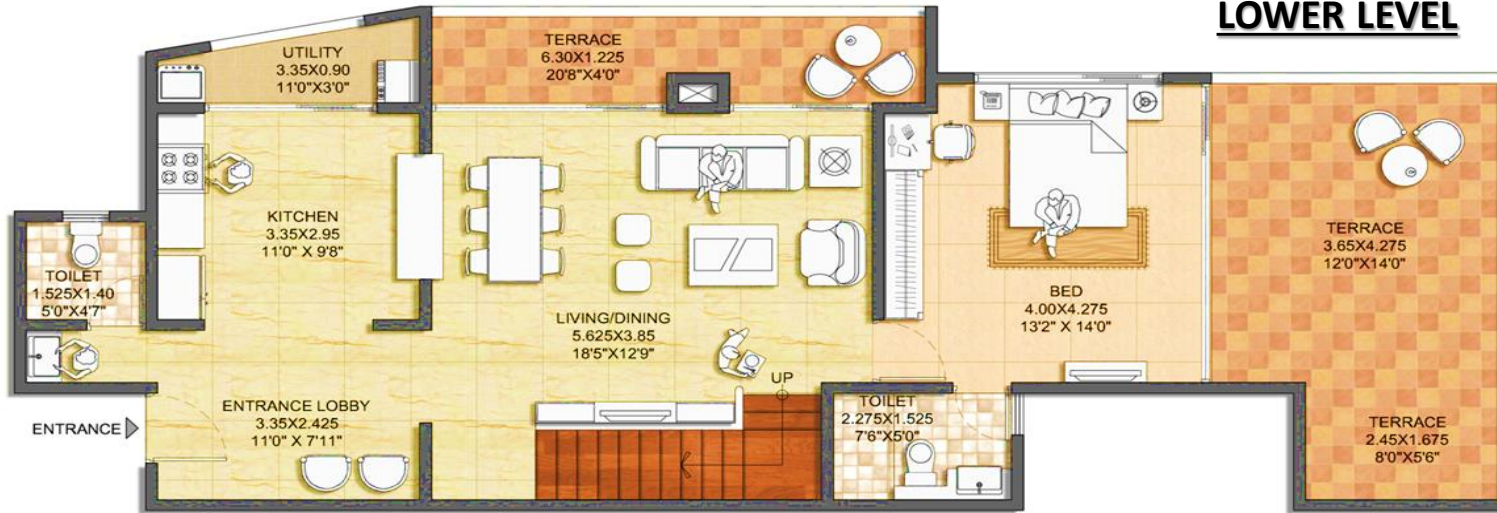 LOWER LEVEL
UTILITY
3.35X0.90
11'0"X3'0"
TERRACE
6.30X1.225
20'8"X4'0"
KITCHEN
3.35X2.95
11'0" X 9'8"
TOILET
1.525X1.40
5'0"X4'7"
LIVING/DINING
5.625X3.85
18'5"X12'9"
BED
4.00X4.275
13'2" X 14'0"
TERRACE
3.65X4.275
12'0"X14'0"
UP
ENTRANCE LOBBY
3.35X2.425
11'0" X 7'11"
ENTRANCE
TOILET
2.275X1.525
7'6"X5'0"
TERRACE
2.45X1.675
8'0"X5'6"